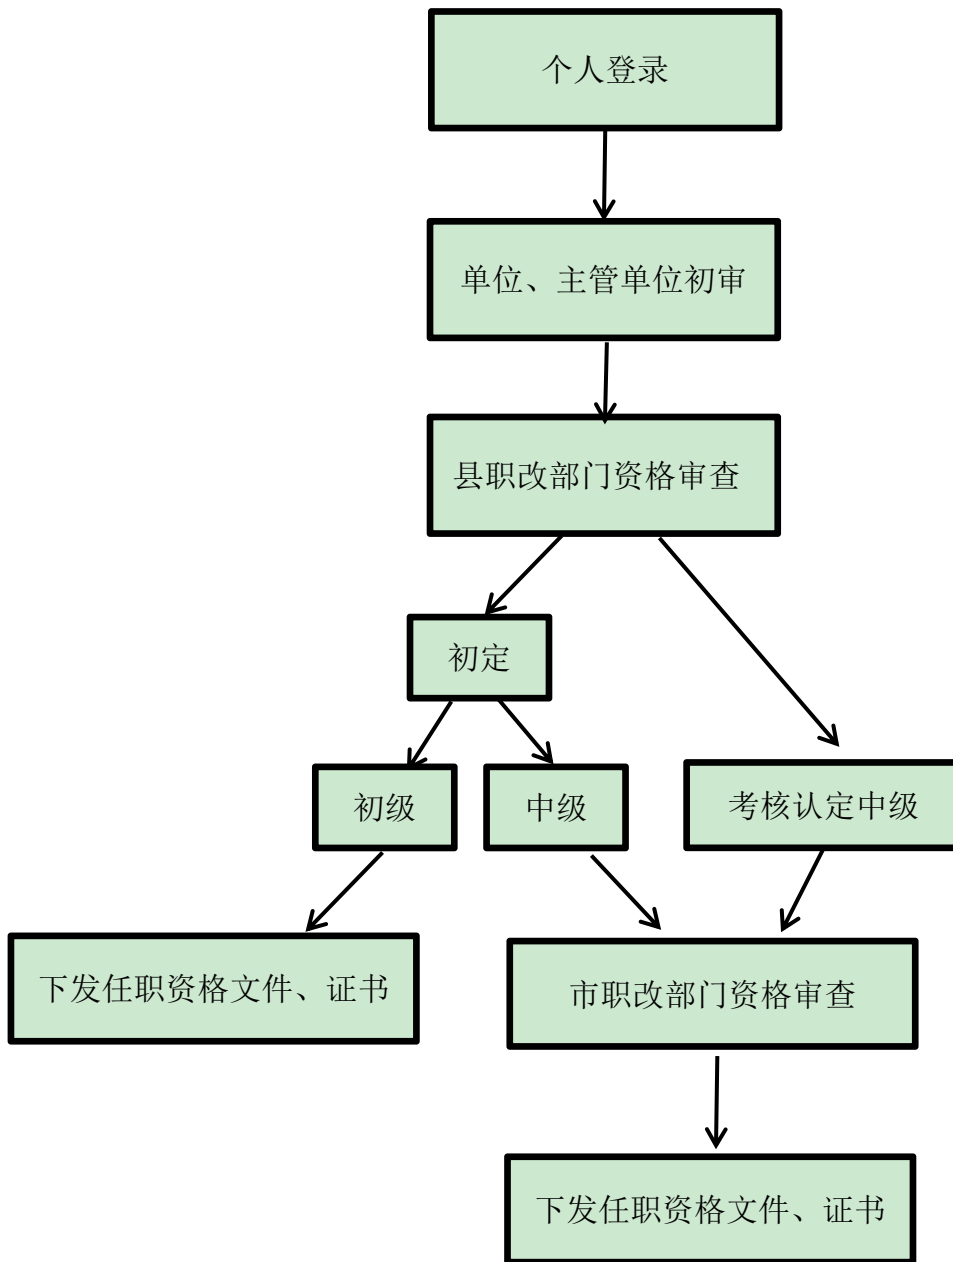 个人登录
单位、主管单位初审
县职改部门资格审查
初定
初级
中级
考核认定中级
下发任职资格文件、证书
市职改部门资格审查
下发任职资格文件、证书